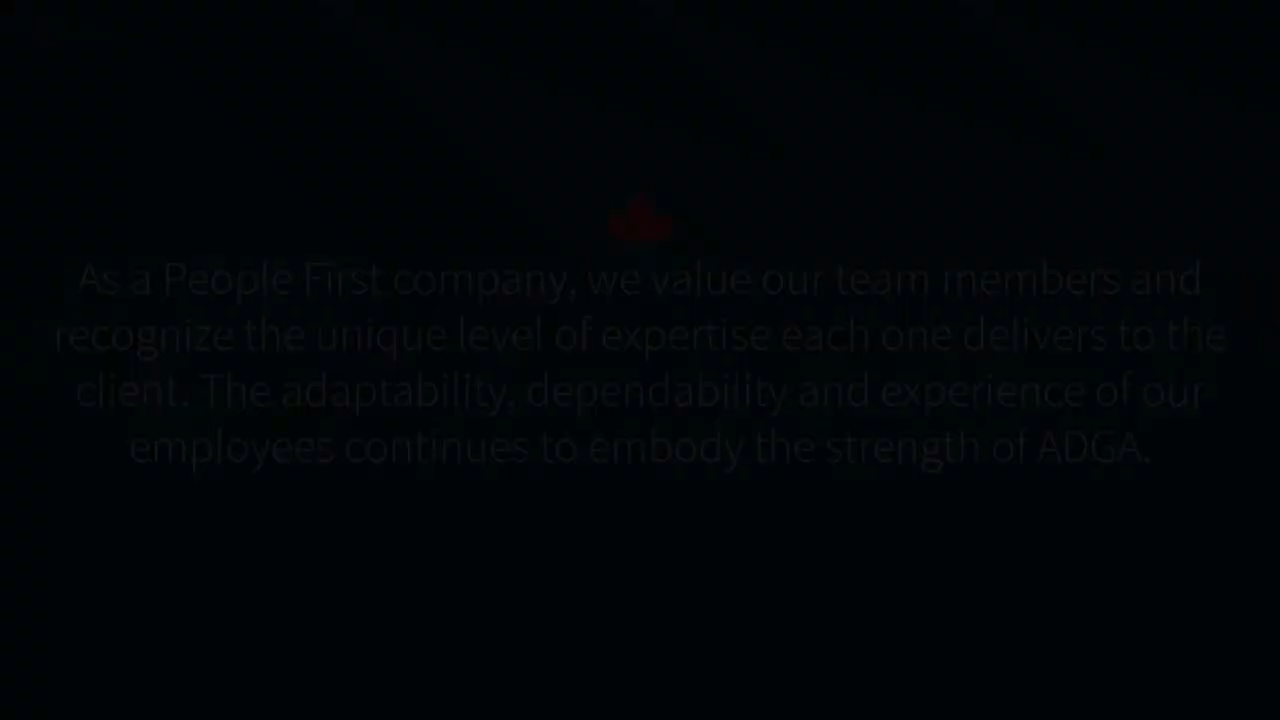 As a People First company, we value our team members and
recognize the unique level of expertise each one delivers to the
client. The adaptability, dependability and experience of our
employees continues to embody the strength of ADGA.